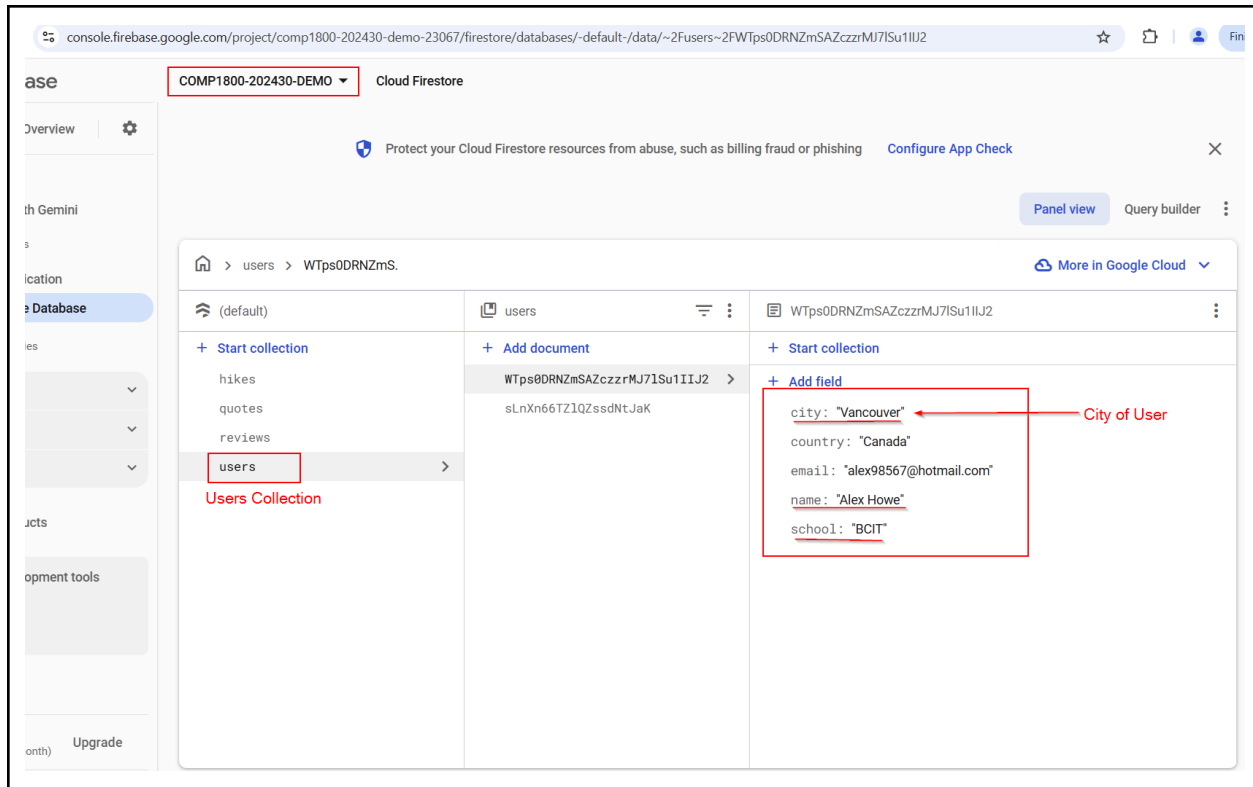 console.firebase.google.com/project/comp1800-202430-demo-23067/firestore/databases/-default-/data/~2Fusers~2FWTps0DRNZmSAZczzrMJ7lSu1IIJ2
Fini
ase
COMP1800-202430-DEMO
Cloud Firestore
Overview
Protect your Cloud Firestore resources from abuse, such as billing fraud or phishing
Configure App Check
th Gemini
Panel view
Query builder
s
ication
e Database
ies
ucts
opment tools
onth)
Upgrade
users > WTps0DRNZmS.
More in Google Cloud
(default)
+ Start collection
hikes
quotes
reviews
users
Users Collection
users
+ Add document
WTps0DRNZmSAZczzrMJ7lSu1IIJ2
sLnXn66TZlQZssdNtJaK
WTps0DRNZmSAZczzrMJ7lSu1IIJ2
+ Start collection
+ Add field
city: "Vancouver"
City of User
country: "Canada"
email: "alex98567@hotmail.com"
name: "Alex Howe"
school: "BCIT"